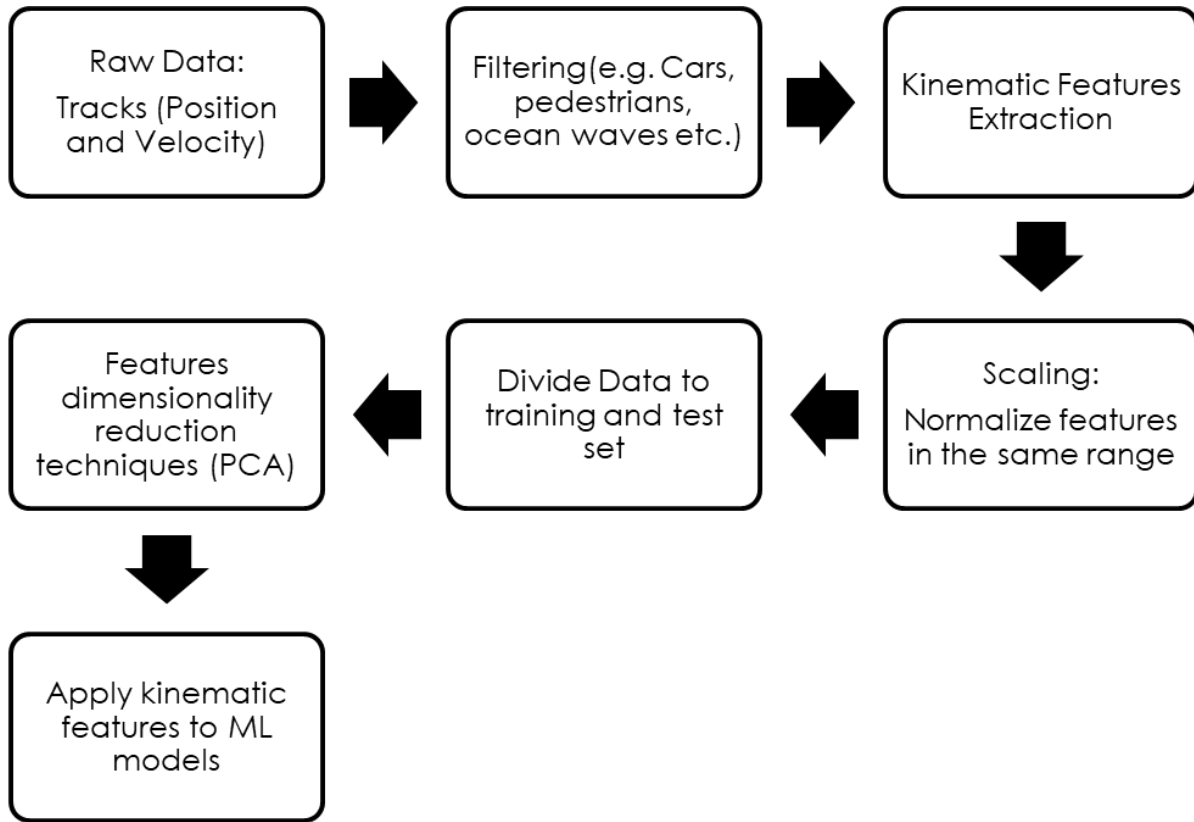 Raw Data:
Tracks (Position
and Velocity)
Filtering(e.g. Cars,
pedestrians,
ocean waves etc.)
Kinematic Features
Extraction
Scaling:
Normalize features
in the same range
Divide Data to
training and test
set
Features
dimensionality
reduction
techniques (PCA)
Apply kinematic
features to ML
models